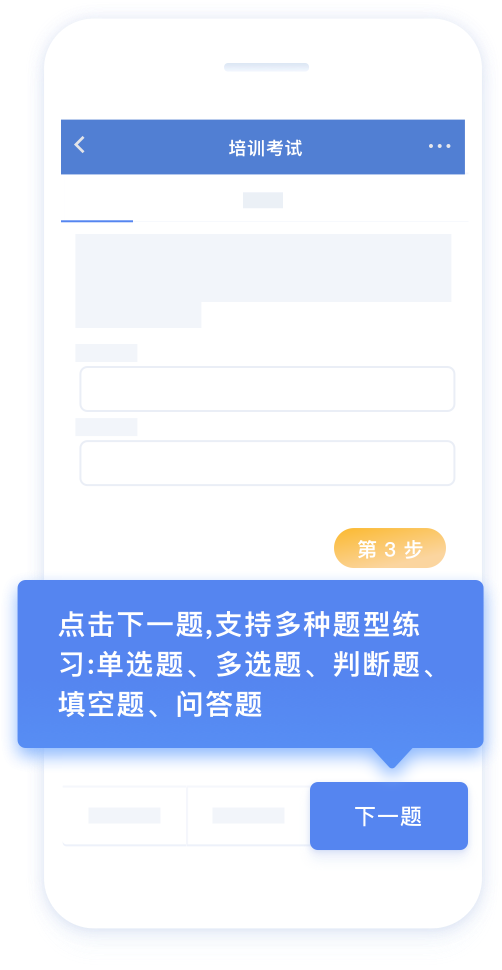 培训考试
第 3 步
点击下一题,支持多种题型练
习:单选题、多选题、判断题、
填空题、问答题
下一题